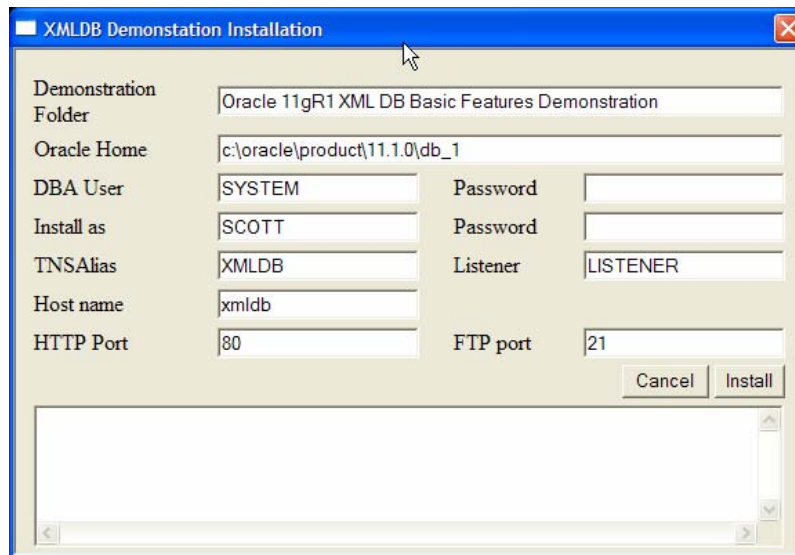 XMLDB Demonstation Installation
Demonstration Folder
Oracle 11gR1 XML DB Basic Features Demonstration
Oracle Home
c:\oracle\product\11.1.0\db_1
DBA User
SYSTEM
Password
Install as
SCOTT
Password
TNSAlias
XMLDB
Listener
LISTENER
Host name
xmldb
HTTP Port
80
FTP port
21
Cancel
Install